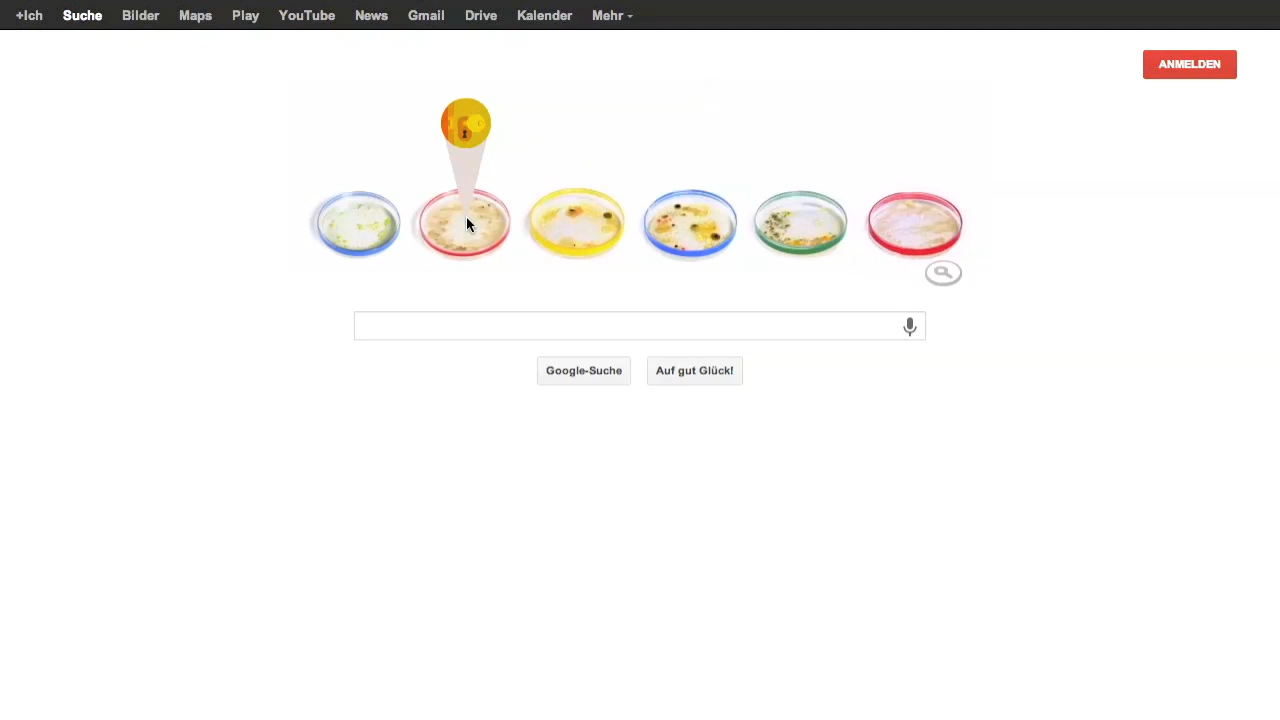 +Ich Suche Bilder Maps Play YouTube News Gmail Drive Kalender Mehr
ANMELDEN
Google-Suche Auf gut Glück!